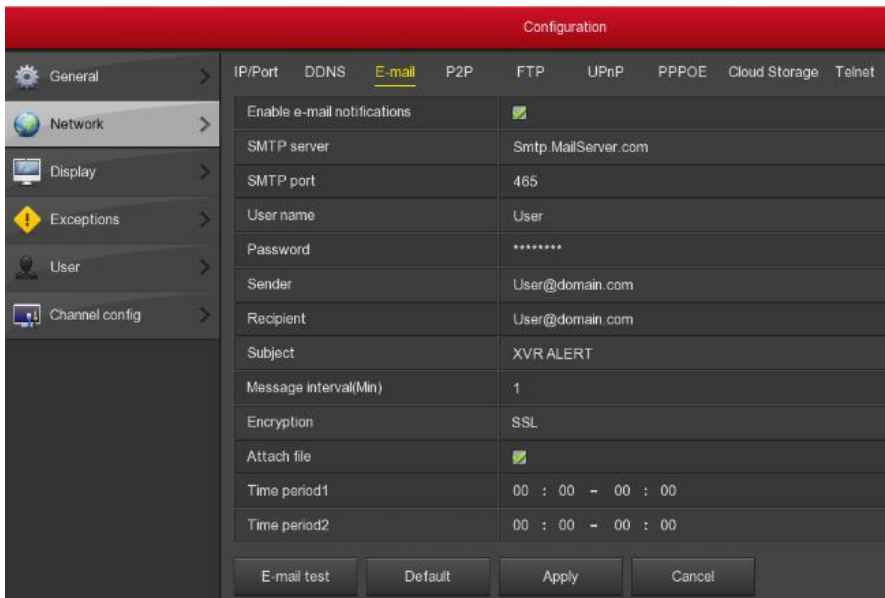 Configuration
General
Network
Display
Exceptions
User
Channel config
IP/Port DDNS E-mail P2P FTP UPnP PPPOE Cloud Storage Telnet
Enable e-mail notifications
SMTP server Smtp.MailServer.com
SMTP port 465
User name User
Password ********
Sender User@domain.com
Recipient User@domain.com
Subject XVR ALERT
Message interval(Min) 1
Encryption SSL
Attach file
Time period1 00 : 00 - 00 : 00
Time period2 00 : 00 - 00 : 00
E-mail test Default Apply Cancel